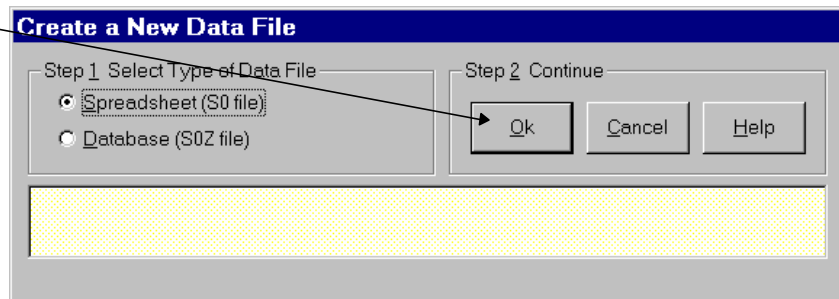 Create a New Data File
Step 1 Select Type of Data File
Spreadsheet (S0 file)
Database (S0Z file)
Step 2 Continue
Ok Cancel Help